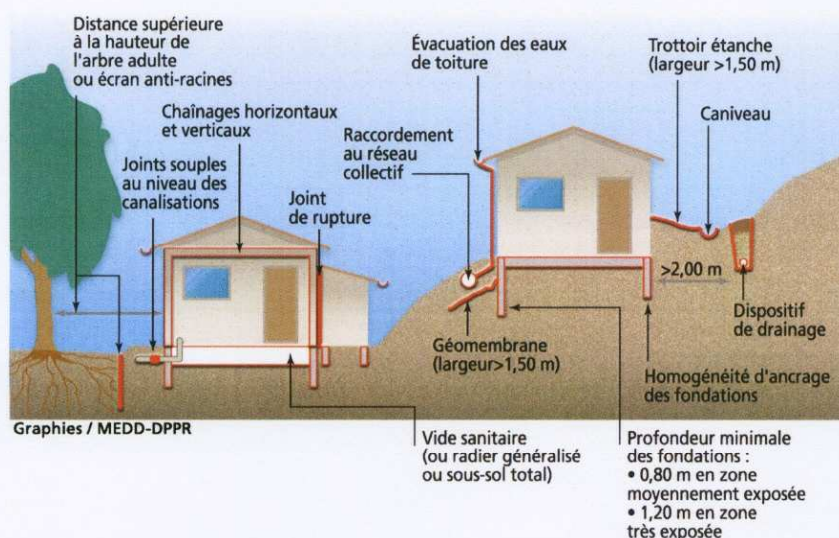 Distance supérieure
à la hauteur de
l'arbre adulte
ou écran anti-racines
Chaînages horizontaux
et verticaux
Joints souples
au niveau des
canalisations
Joint
de rupture
Évacuation des eaux
de toiture
Raccordement
au réseau
collectif
Trottoir étanche
(largeur >1,50 m)
Caniveau
>2,00 m
Dispositif
de drainage
Géomembrane
(largeur>1,50 m)
Homogénéité d'ancrage
des fondations
Graphies / MEDD-DPPR
Vide sanitaire
(ou radier généralisé
ou sous-sol total)
Profondeur minimale
des fondations :
• 0,80 m en zone
moyennement exposée
• 1,20 m en zone
très exposée